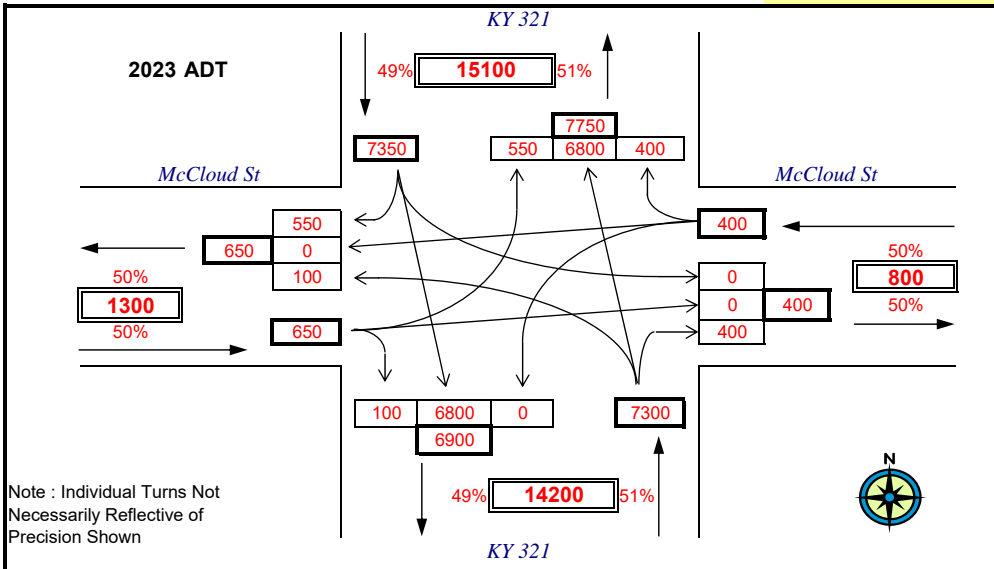 KY 321
2023 ADT
49% 15100 51%
7750
7350
550 6800 400
McCloud St
McCloud St
550
400
650 0
50%
50%
0
100
800
1300
0 400
50%
50%
650
400
100 6800 0
7300
6900
N
49% 14200 51%
Note : Individual Turns Not
Necessarily Reflective of
Precision Shown
KY 321